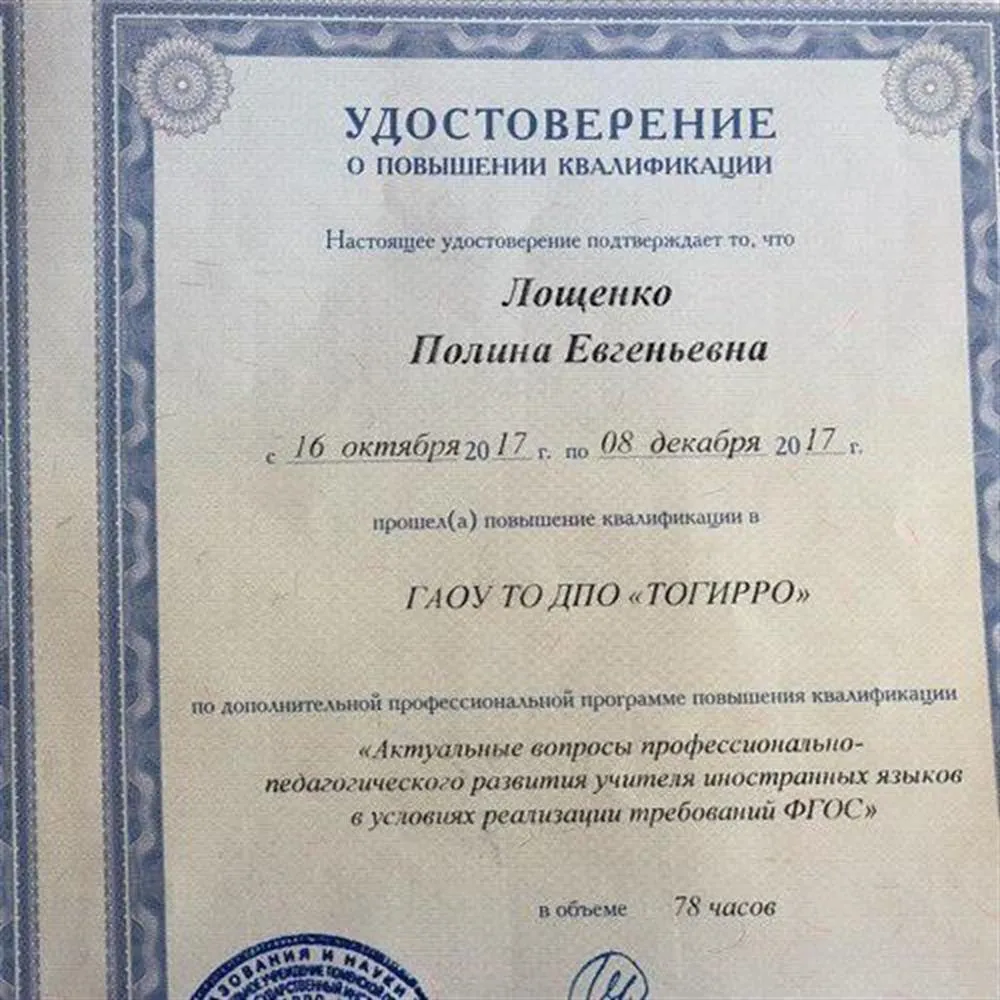 УДОСТОВЕРЕНИЕ
О ПОВЫШЕНИИ КВАЛИФИКАЦИИ
Настоящее удостоверение подтверждает то, что
Лощенко
Полина Евгеньевна
с 16 октября 2017 г. по 08 декабря 2017 г.
прошел(а) повышение квалификации в
ГАОУ ТО ДПО «ТОГИРРО»
по дополнительной профессиональной программе повышения квалификации
«Актуальные вопросы профессионально-
педагогического развития учителя иностранных языков
в условиях реализации требований ФГОС»
в объеме 78 часов
И НАУКИ